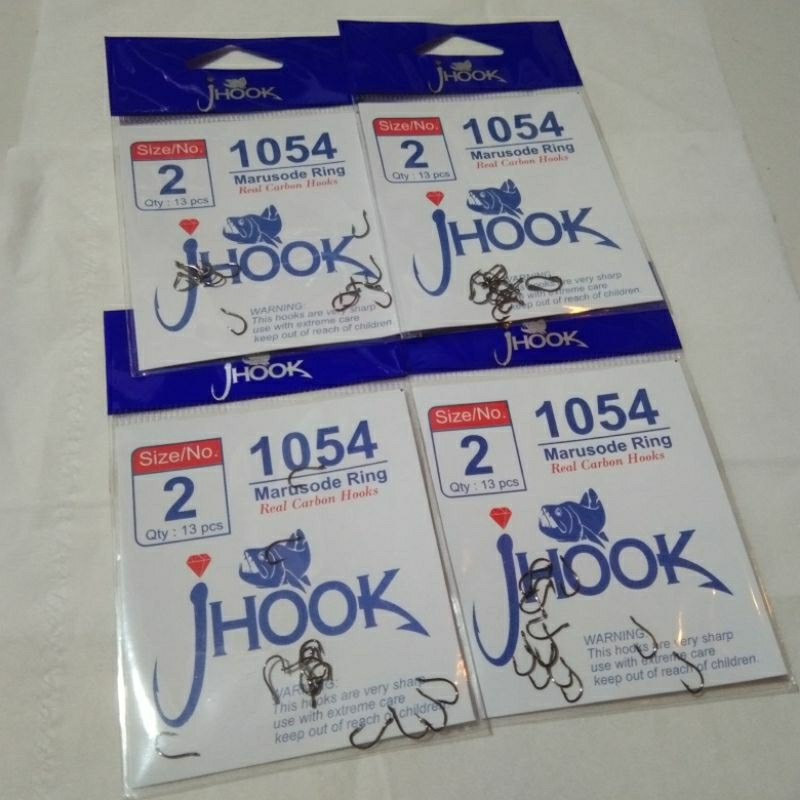 JHOOK
Size/No.
2
Qty : 13 pcs
1054
Marusode Ring
Real Carbon Hooks
JHOOK
WARNING:
This hooks are very sharp
use with extreme care
keep out of reach of children.
JHOOK
Size/No.
2
Qty : 13 pcs
1054
Marusode Ring
Real Carbon Hooks
JHOOK
WARNING:
This hooks are very sharp
use with extreme care
keep out of reach of children.
JHOOK
Size/No.
2
Qty : 13 pcs
1054
Marusode Ring
Real Carbon Hooks
JHOOK
WARNING:
This hooks are very sharp
use with extreme care
keep out of reach of children.
JHOOK
Size/No.
2
Qty : 13 pcs
1054
Marusode Ring
Real Carbon Hooks
JHOOK
WARNING:
This hooks are very sharp
use with extreme care
keep out of reach of children.